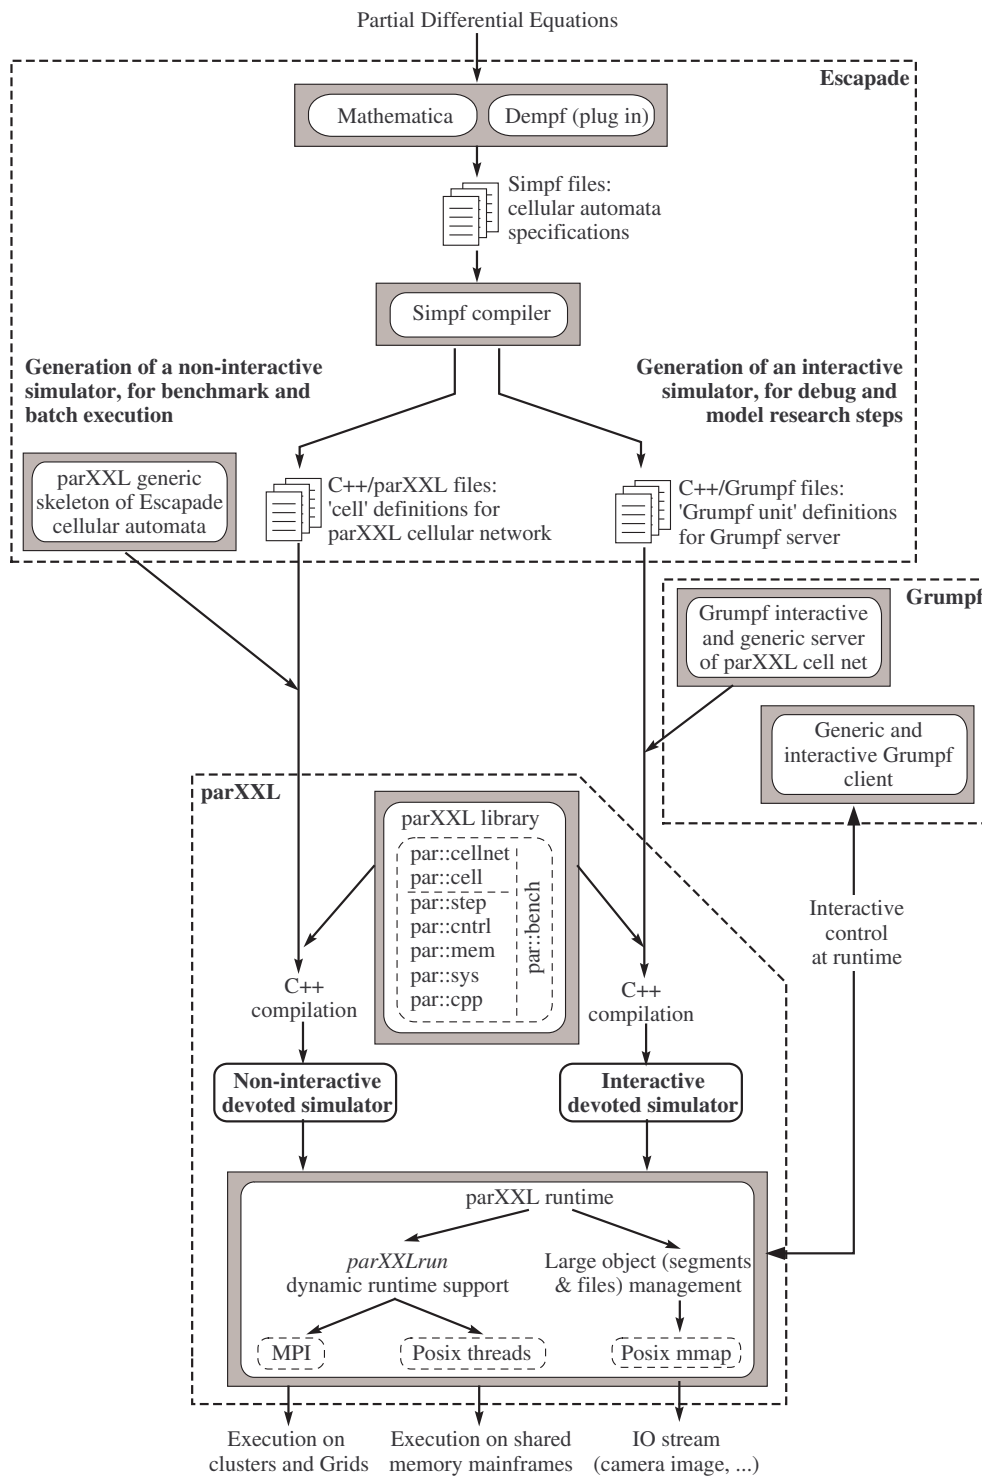 Partial Differential Equations
Escapade
Mathematica
Dempf (plug in)
Simpf files:
cellular automata
specifications
Simpf compiler
Generation of a non-interactive
simulator, for benchmark and
batch execution
Generation of an interactive
simulator, for debug and
model research steps
parXXL generic
skeleton of Escapade
cellular automata
C++/parXXL files:
'cell' definitions for
parXXL cellular network
C++/Grumpf files:
'Grumpf unit' definitions
for Grumpf server
Grumpf
Grumpf interactive
and generic server
of parXXL cell net
Generic and
interactive Grumpf
client
parXXL
parXXL library
par::cellnet
par::cell
par::step
par::cntrl
par::mem
par::sys
par::cpp
par::bench
Interactive
control
at runtime
C++
compilation
C++
compilation
Non-interactive
devoted simulator
Interactive
devoted simulator
parXXL runtime
parXXLrun
dynamic runtime support
Large object (segments
& files) management
MPI
Posix threads
Posix mmap
Execution on
clusters and Grids
Execution on shared
memory mainframes
IO stream
(camera image, ...)